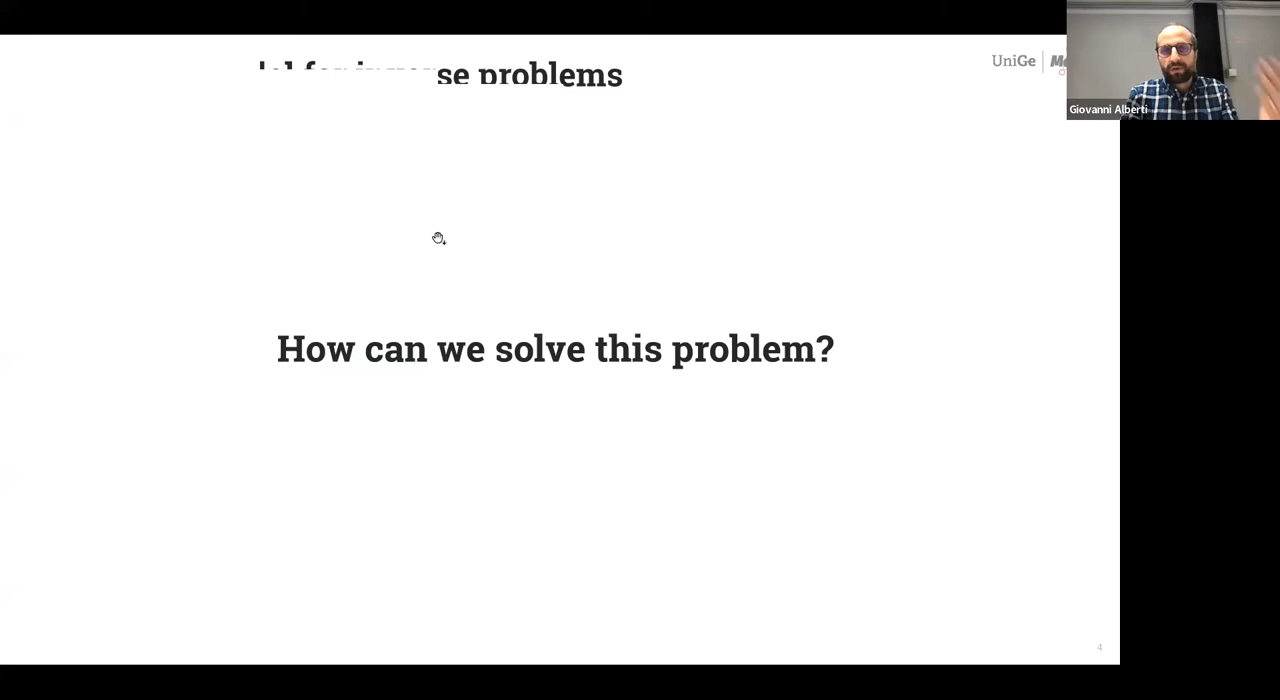 se problems
UniGe
Giovanni Alberti
How can we solve this problem?
4